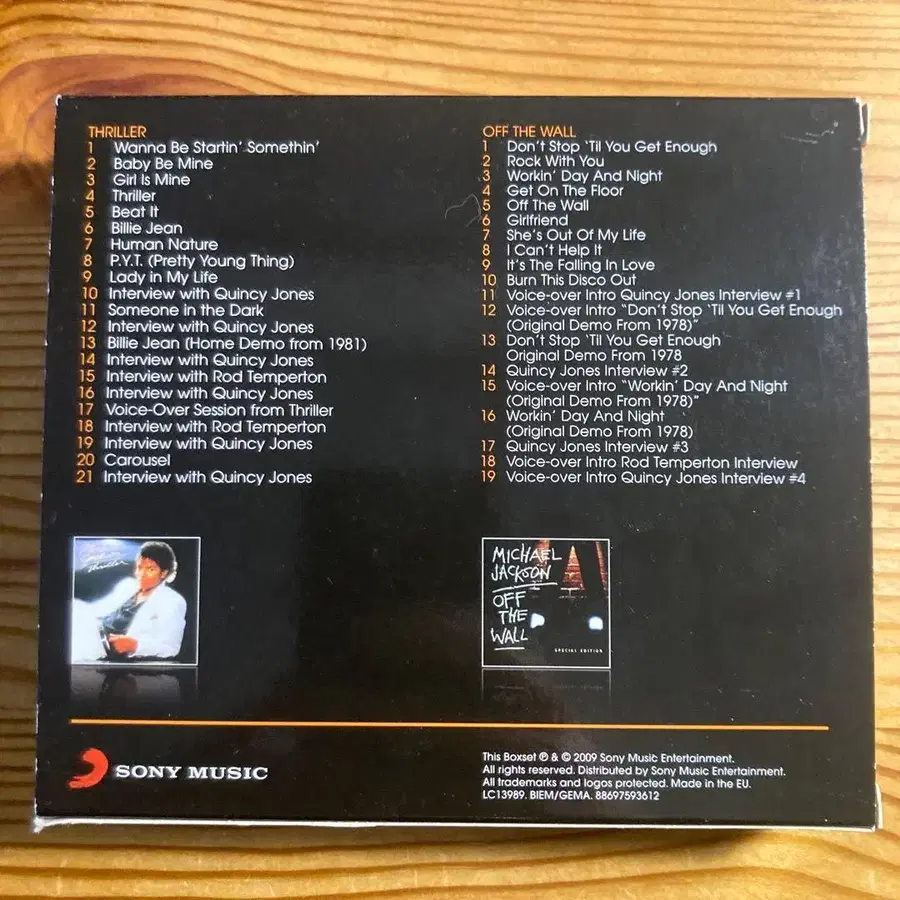 THRILLER
1 Wanna Be Startin' Somethin'
2 Baby Be Mine
3 Girl Is Mine
4 Thriller
5 Beat It
6 Billie Jean
7 Human Nature
8 P.Y.T. (Pretty Young Thing)
9 Lady in My Life
10 Interview with Quincy Jones
11 Someone in the Dark
12 Interview with Quincy Jones
13 Billie Jean (Home Demo from 1981)
14 Interview with Quincy Jones
15 Interview with Rod Temperton
16 Interview with Quincy Jones
17 Voice-Over Session from Thriller
18 Interview with Rod Temperton
19 Interview with Quincy Jones
20 Carousel
21 Interview with Quincy Jones
OFF THE WALL
1 Don't Stop 'Til You Get Enough
2 Rock With You
3 Workin' Day And Night
4 Get On The Floor
5 Off The Wall
6 Girlfriend
7 She's Out Of My Life
8 I Can't Help It
9 It's The Falling In Love
10 Burn This Disco Out
11 Voice-over Intro Quincy Jones Interview #1
12 Voice-over Intro "Don't Stop 'Til You Get Enough
(Original Demo From 1978)"
13 Don't Stop 'Til You Get Enough
Original Demo From 1978
14 Quincy Jones Interview #2
15 Voice-over Intro "Workin' Day And Night
(Original Demo From 1978)"
16 Workin' Day And Night
(Original Demo From 1978)
17 Quincy Jones Interview #3
18 Voice-over Intro Rod Temperton Interview
19 Voice-over Intro Quincy Jones Interview #4
Thriller
MICHAEL
JACKSON
OFF
THE
WALL
SPECIAL EDITION
SONY MUSIC
This Boxset ℗ & © 2009 Sony Music Entertainment.
All rights reserved. Distributed by Sony Music Entertainment.
All trademarks and logos protected. Made in the EU.
LC13989. BIEM/GEMA. 88697593612